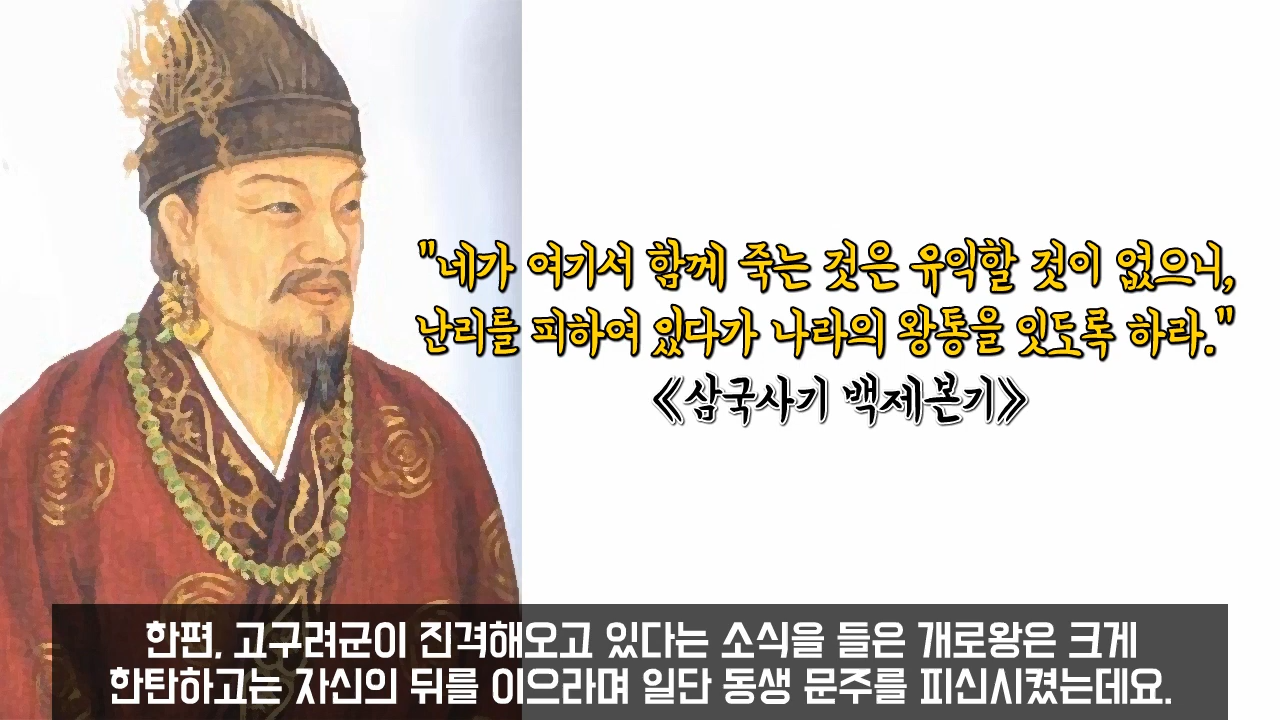 "네가 여기서 함께 죽는 것은 유익할 것이 없으니,
난리를 피하여 있다가 나라의 왕통을 잇도록 하라."
《삼국사기 백제본기》
한편, 고구려군이 진격해오고 있다는 소식을 들은 개로왕은 크게
한탄하고는 자신의 뒤를 이으라며 일단 동생 문주를 피신시켰는데요.